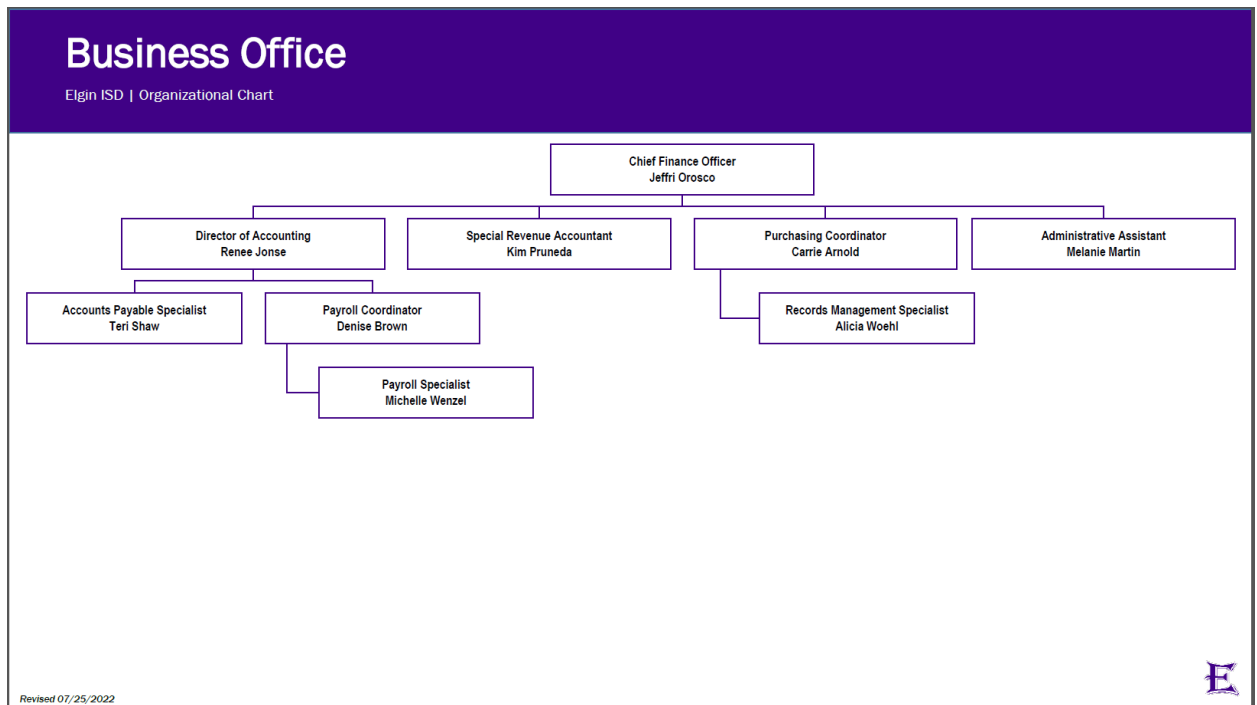 Business Office
Elgin ISD | Organizational Chart
Chief Finance Officer
Jeffri Orosco
Director of Accounting
Renee Jonse
Special Revenue Accountant
Kim Pruneda
Purchasing Coordinator
Carrie Arnold
Administrative Assistant
Melanie Martin
Accounts Payable Specialist
Teri Shaw
Payroll Coordinator
Denise Brown
Records Management Specialist
Alicia Woehl
Payroll Specialist
Michelle Wenzel
E
Revised 07/25/2022